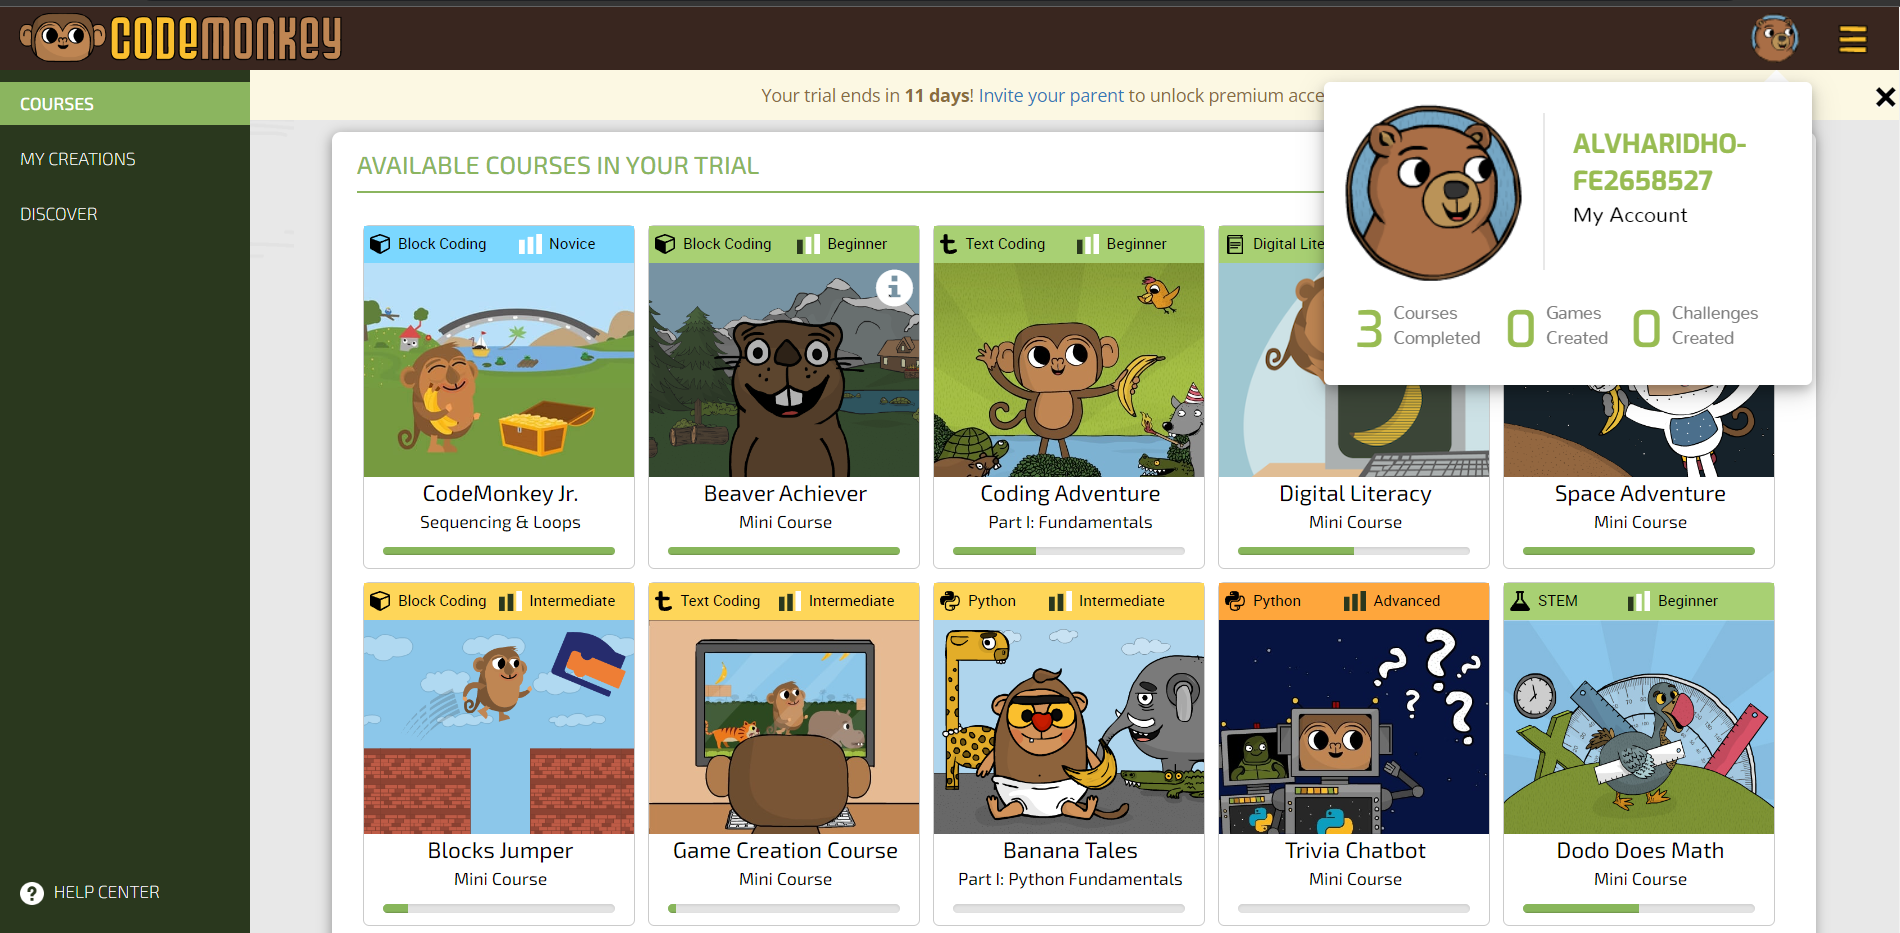 CODEMONKEY
COURSES
MY CREATIONS
DISCOVER
HELP CENTER
Your trial ends in 11 days! Invite your parent to unlock premium acce
ALVHARIDHO-
FE2658527
My Account
3 Courses Completed
0 Games Created
0 Challenges Created
AVAILABLE COURSES IN YOUR TRIAL
Block Coding Novice
CodeMonkey Jr.
Sequencing & Loops
Block Coding Beginner
Beaver Achiever
Mini Course
Text Coding Beginner
Coding Adventure
Part I: Fundamentals
Digital Lite
Digital Literacy
Mini Course
Space Adventure
Mini Course
Block Coding Intermediate
Blocks Jumper
Mini Course
Text Coding Intermediate
Game Creation Course
Mini Course
Python Intermediate
Banana Tales
Part I: Python Fundamentals
Python Advanced
Trivia Chatbot
Mini Course
STEM Beginner
Dodo Does Math
Mini Course